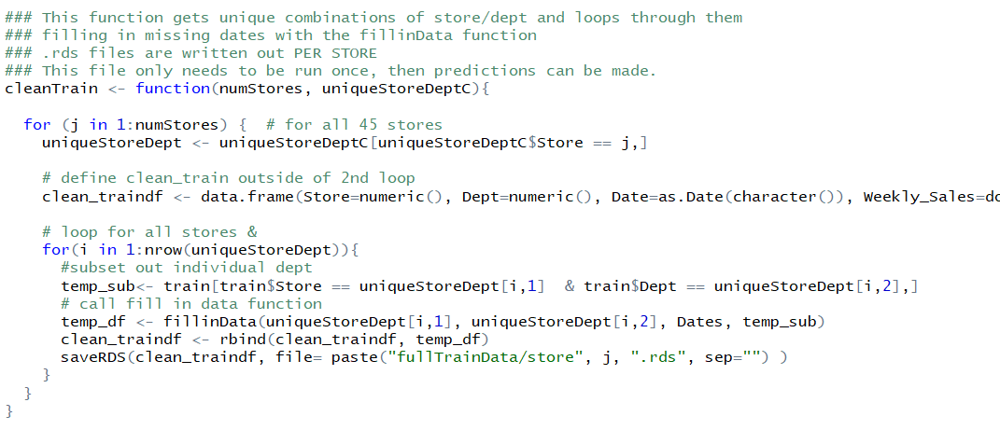 ### This function gets unique combinations of store/dept and loops through them
### filling in missing dates with the fillinData function
### .rds files are written out PER STORE
### This file only needs to be run once, then predictions can be made.
cleanTrain <- function(numStores, uniqueStoreDeptC){
for (j in 1:numStores) { # for all 45 stores
uniqueStoreDept <- uniqueStoreDeptC[uniqueStoreDeptC$Store == j,]
# define clean_train outside of 2nd loop
clean_traindf <- data.frame(Store=numeric(), Dept=numeric(), Date=as.Date(character()), Weekly_Sales=do
# loop for all stores &
for(i in 1:nrow(uniqueStoreDept)){
#subset out individual dept
temp_sub<- train[train$Store == uniqueStoreDept[i,1]  & train$Dept == uniqueStoreDept[i,2],]
# call fill in data function
temp_df <- fillinData(uniqueStoreDept[i,1], uniqueStoreDept[i,2], Dates, temp_sub)
clean_traindf <- rbind(clean_traindf, temp_df)
saveRDS(clean_traindf, file= paste("fullTrainData/store", j, ".rds", sep="") )
}
}
}